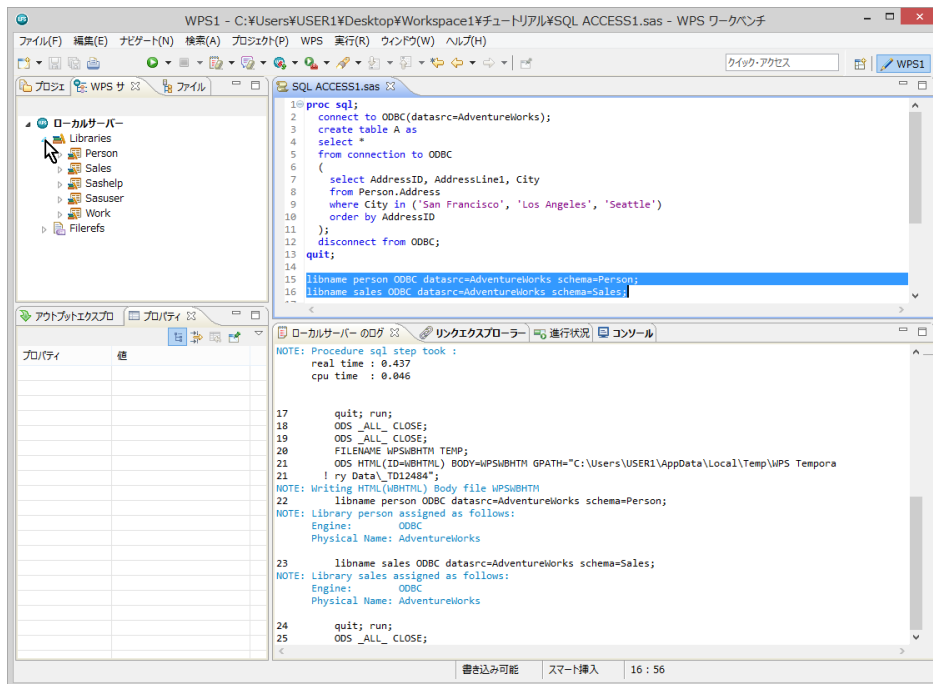 WPS1 - C:¥Users¥USER1¥Desktop¥Workspace1¥チュートリアル¥SQL ACCESS1.sas - WPS ワークベンチ
ファイル(F) 編集(E) ナビゲート(N) 検索(A) プロジェクト(P) WPS 実行(R) ウィンドウ(W) ヘルプ(H)
クイック・アクセス
WPS1
プロジェ
WPS サ
ファイル
ローカルサーバー
Libraries
Person
Sales
Sashelp
Sasuser
Work
Filerefs
SQL ACCESS1.sas
1 proc sql;
2 connect to ODBC(datasrc=AdventureWorks);
3 create table A as
4 select *
5 from connection to ODBC
6 (
7 select AddressID, AddressLine1, City
8 from Person.Address
9 where City in ('San Francisco', 'Los Angeles', 'Seattle')
10 order by AddressID
11 );
12 disconnect from ODBC;
13 quit;
14
15 libname person ODBC datasrc=AdventureWorks schema=Person;
16 libname sales ODBC datasrc=AdventureWorks schema=Sales;
アウトプットエクスプロ
プロパティ
プロパティ 値
ローカルサーバー のログ
リンクエクスプローラー
進行状況
コンソール
NOTE: Procedure sql step took :
real time : 0.437
cpu time : 0.046
17 quit; run;
18 ODS _ALL_ CLOSE;
19 ODS _ALL_ CLOSE;
20 FILENAME WPSWBHTM TEMP;
21 ODS HTML(ID=WBHTML) BODY=WPSWBHTM GPATH="C:\Users\USER1\AppData\Local\Temp\WPS Tempora
21 ! ry Data\_TD12484";
NOTE: Writing HTML(WBHTML) Body file WPSWBHTM
22 libname person ODBC datasrc=AdventureWorks schema=Person;
NOTE: Library person assigned as follows:
Engine: ODBC
Physical Name: AdventureWorks
23 libname sales ODBC datasrc=AdventureWorks schema=Sales;
NOTE: Library sales assigned as follows:
Engine: ODBC
Physical Name: AdventureWorks
24 quit; run;
25 ODS _ALL_ CLOSE;
書き込み可能 スマート挿入 16 : 56